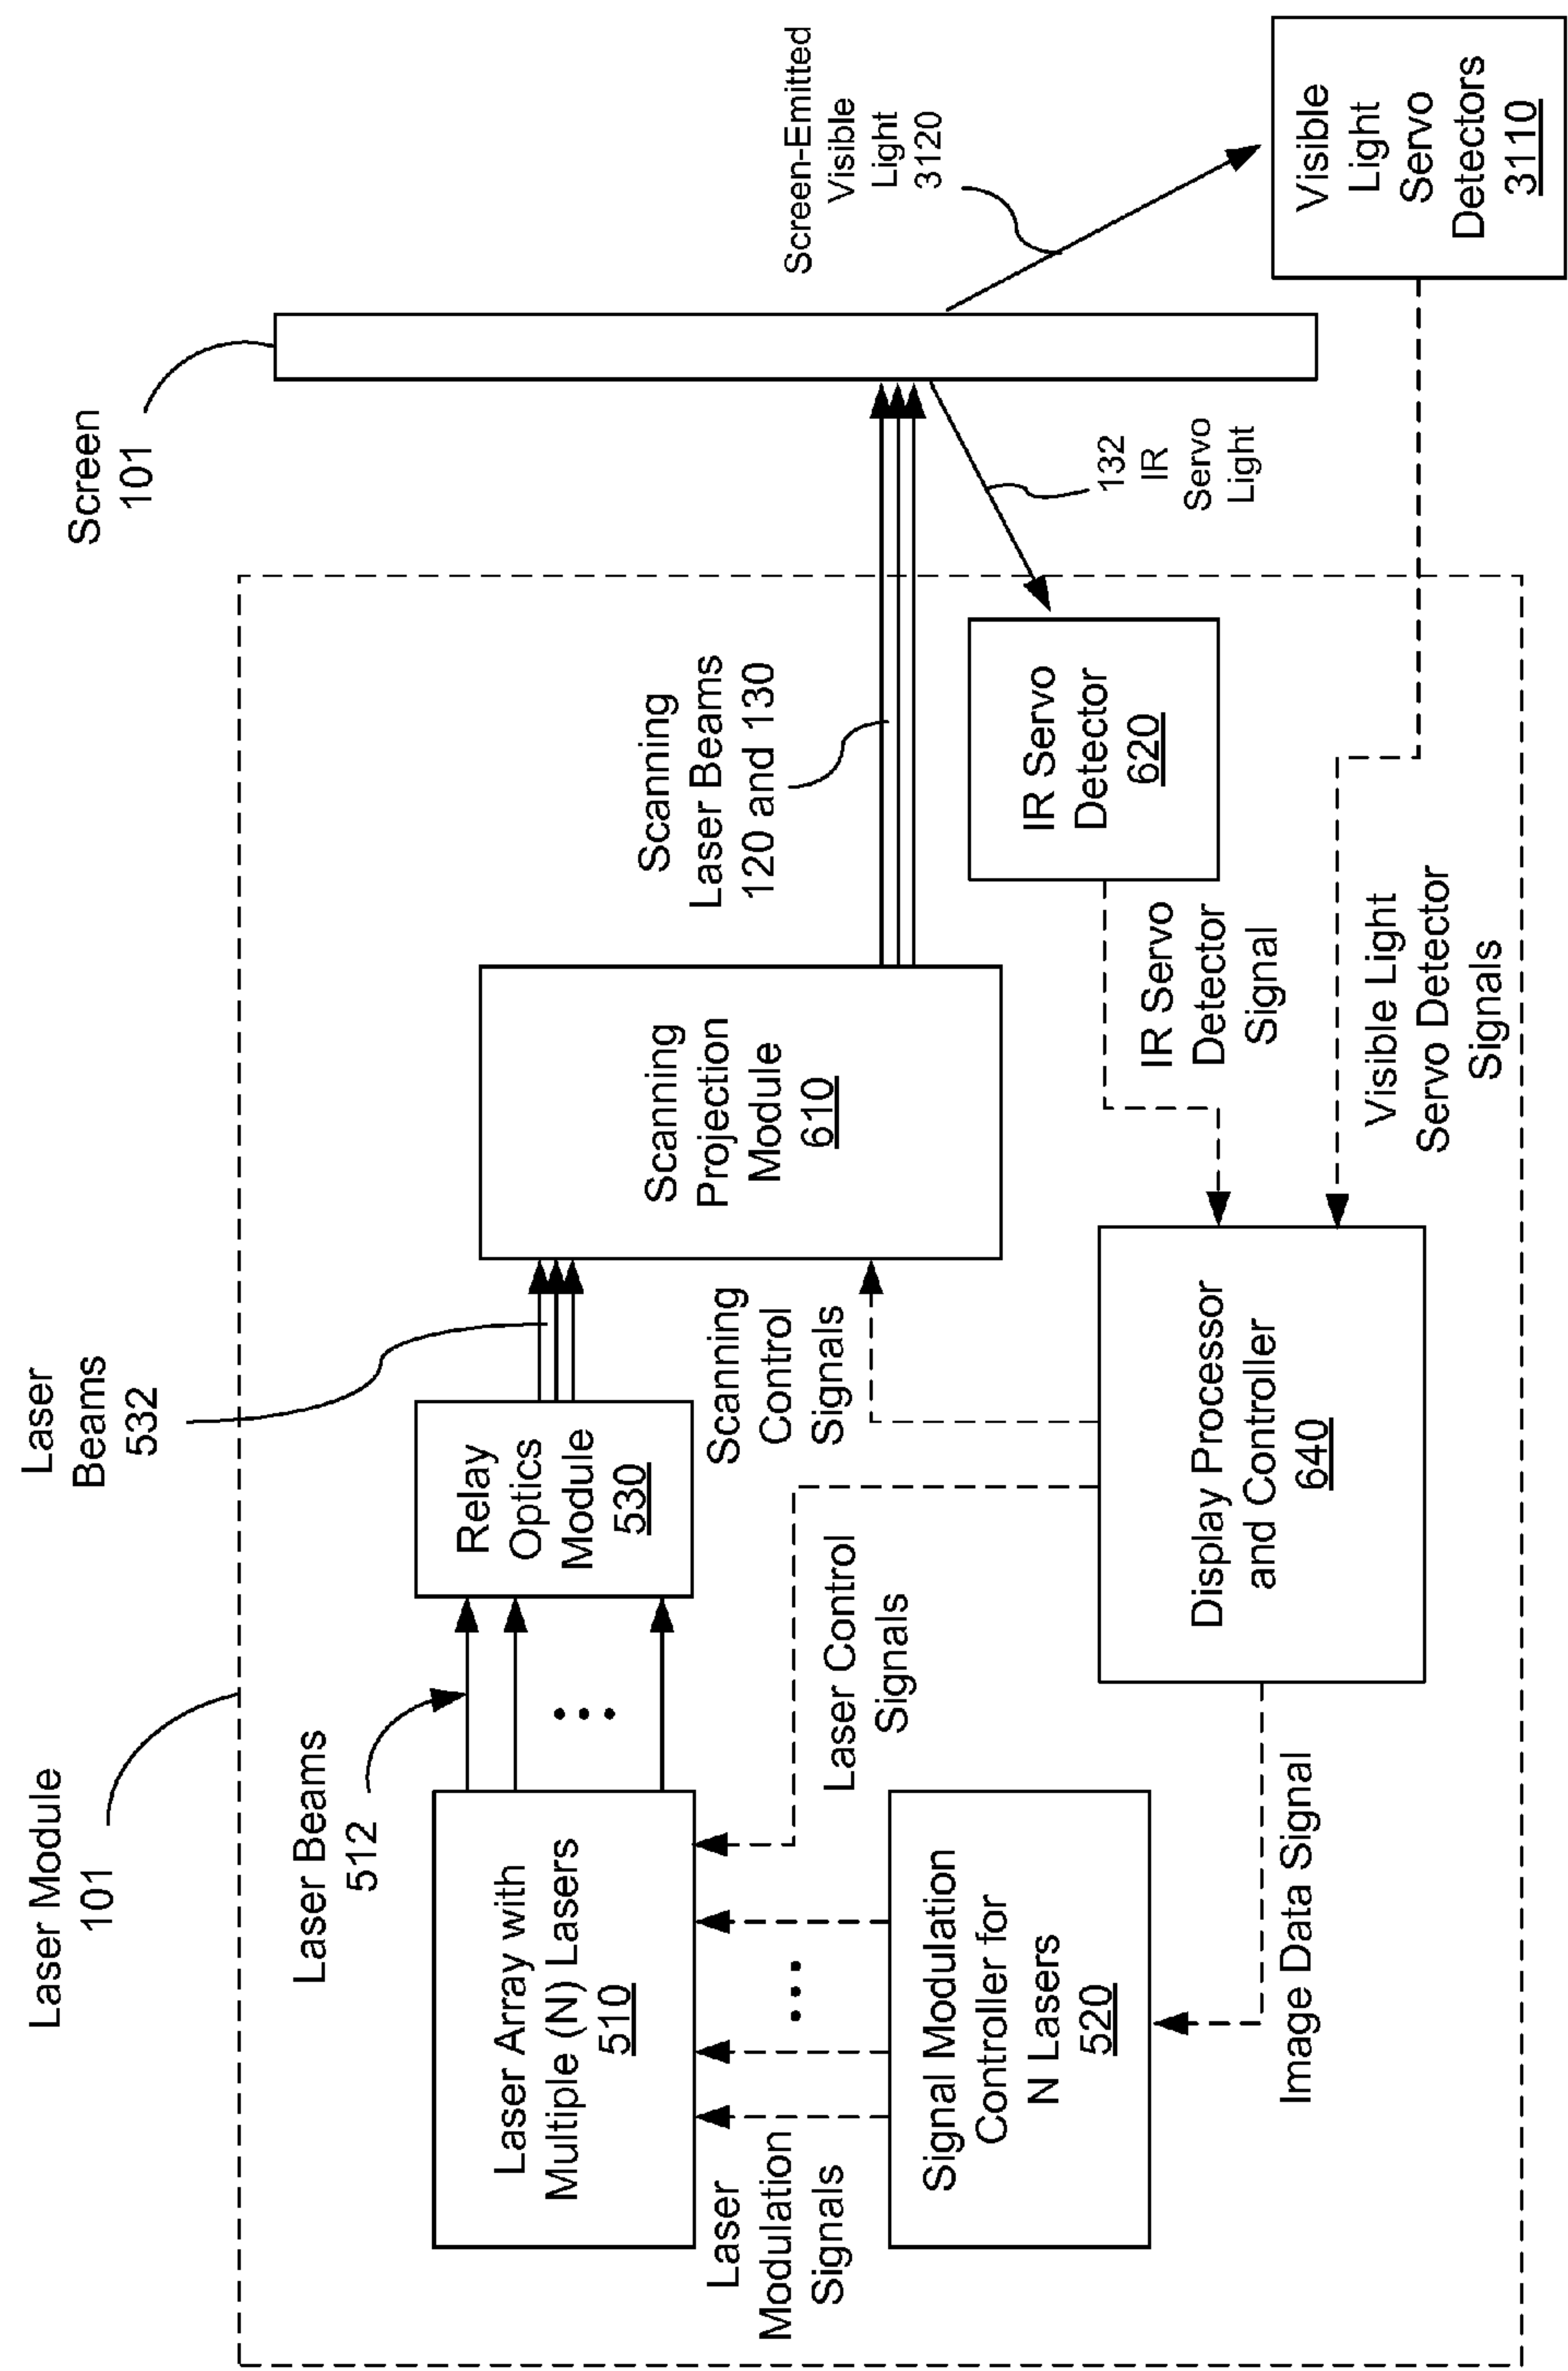 Laser Module
101
Laser
Beams
532
Screen
101
Laser Beams
512
Laser Array with
Multiple (N) Lasers
510
Relay
Optics
Module
530
Scanning
Projection
Module
610
Scanning
Laser Beams
120 and 130
Screen-Emitted
Visible
Light
3120
132
IR
Servo
Light
Laser
Modulation
Signals
Laser Control
Signals
Scanning
Control
Signals
IR Servo
Detector
620
Signal Modulation
Controller for
N Lasers
520
Display Processor
and Controller
640
IR Servo
Detector
Signal
Visible Light
Servo Detector
Signals
Visible
Light
Servo
Detectors
3110
Image Data Signal